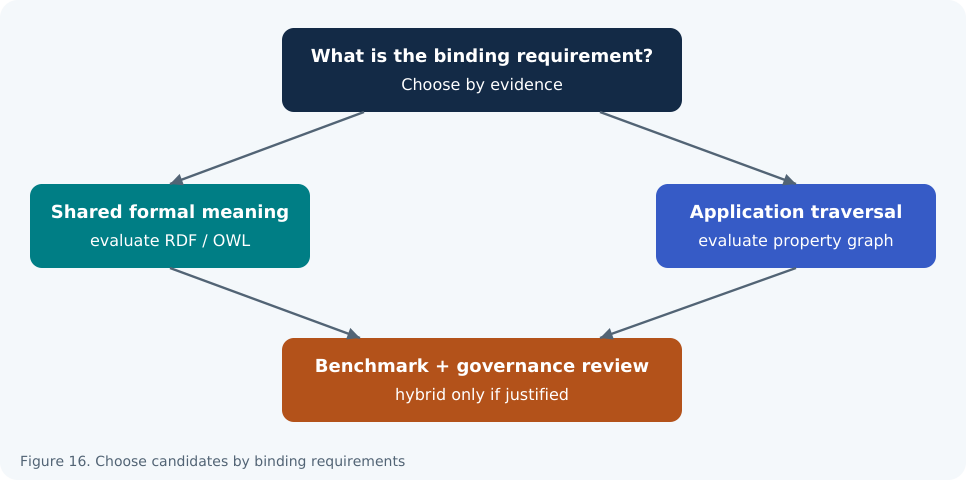 What is the binding requirement?
Choose by evidence
Shared formal meaning
evaluate RDF / OWL
Application traversal
evaluate property graph
Benchmark + governance review
hybrid only if justified
Figure 16. Choose candidates by binding requirements